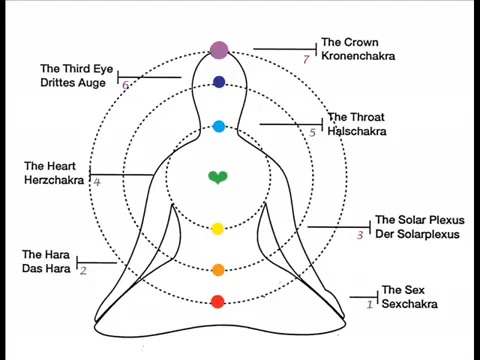 The Crown
Kronenchakra
7
The Third Eye
Drittes Auge
6
The Throat
Halschakra
5
The Heart
Herzchakra
4
The Solar Plexus
Der Solarplexus
3
The Hara
Das Hara
2
The Sex
Sexchakra
1